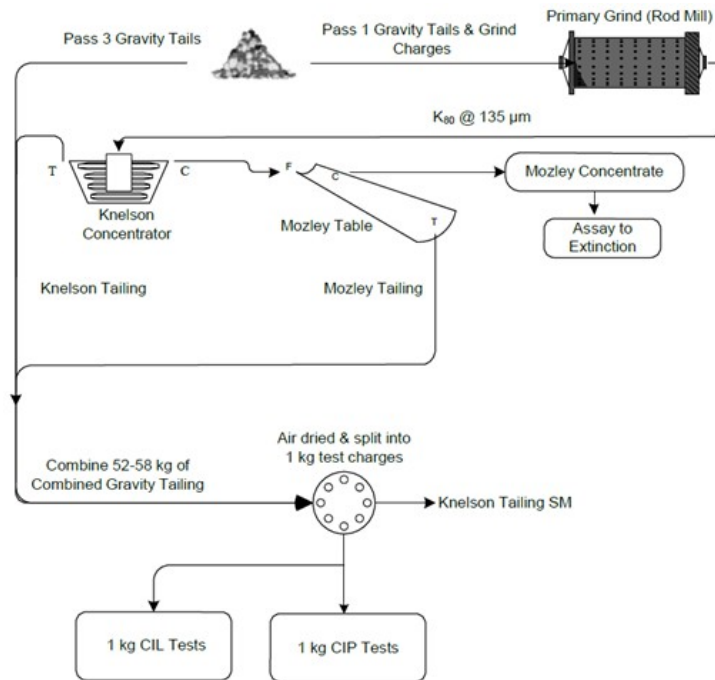 Primary Grind (Rod Mill)
Pass 3 Gravity Tails
Pass 1 Gravity Tails & Grind
Charges
K₈₀ @ 135 µm
T
C
F
C
T
Mozley Concentrate
Knelson
Concentrator
Mozley Table
Assay to
Extinction
Knelson Tailing
Mozley Tailing
Air dried & split into
1 kg test charges
Combine 52-58 kg of
Combined Gravity Tailing
Knelson Tailing SM
1 kg CIL Tests
1 kg CIP Tests